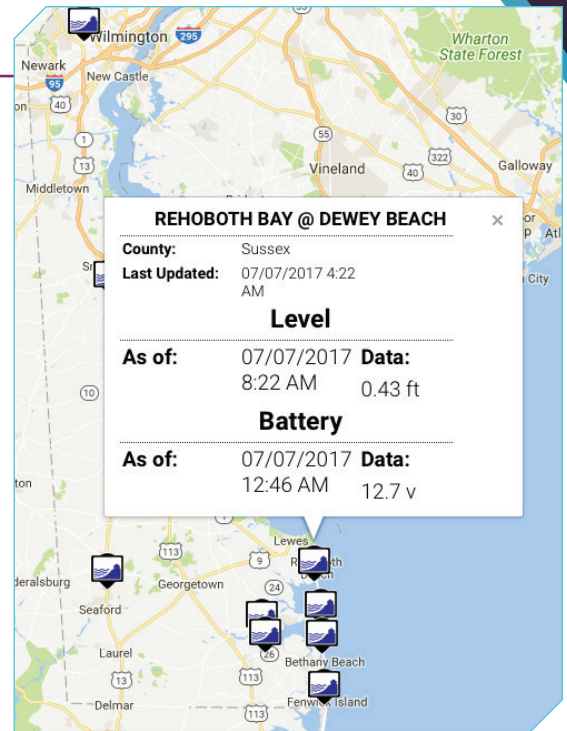 Wilmington
295
Wharton
State Forest
Newark
95
New Castle
40
30
1
55
13
Vineland
322
40
Galloway
Middletown
REHOBOTH BAY @ DEWEY BEACH ×
County: Sussex
Last Updated: 07/07/2017 4:22
AM
Level
As of: 07/07/2017 Data:
8:22 AM 0.43 ft
Battery
As of: 07/07/2017 Data:
12:46 AM 12.7 v
City
10
Lewes
113
9
Georgetown
24
Seaford
Laurel
26
Bethany Beach
13
113
Fenwick Island
Delmar
113